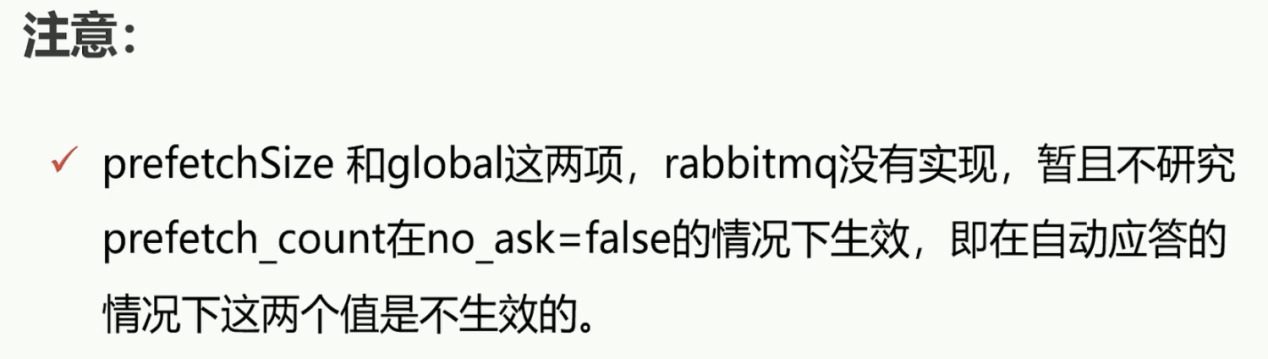 注意：
✓ prefetchSize 和global这两项，rabbitmq没有实现，暂且不研究
prefetch_count在no_ask=false的情况下生效，即在自动应答的
情况下这两个值是不生效的。